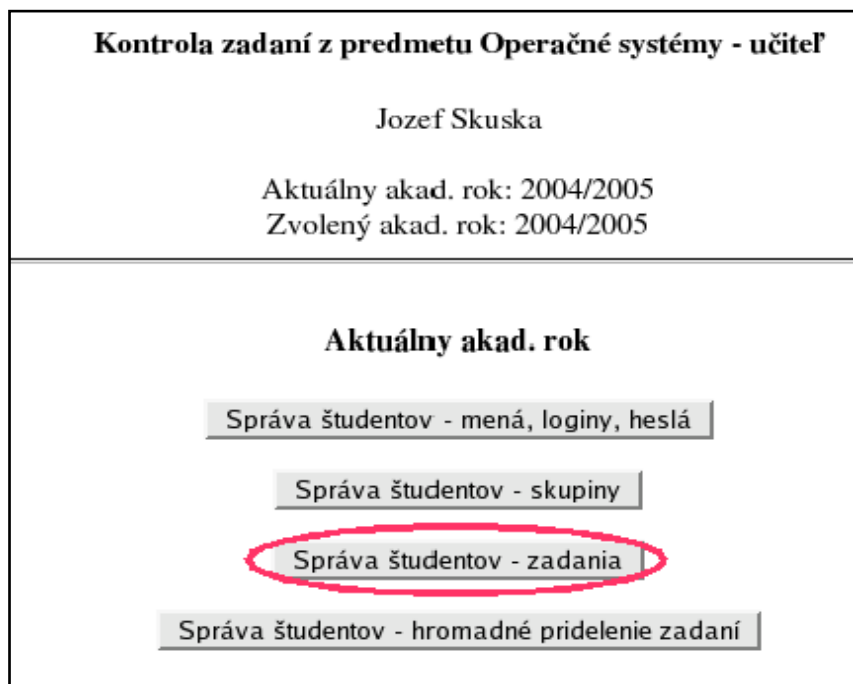 Kontrola zadaní z predmetu Operačné systémy - učiteľ
Jozef Skuska
Aktuálny akad. rok: 2004/2005
Zvolený akad. rok: 2004/2005
Aktuálny akad. rok
Správa študentov - mená, loginy, heslá
Správa študentov - skupiny
Správa študentov - zadania
Správa študentov - hromadné pridelenie zadaní